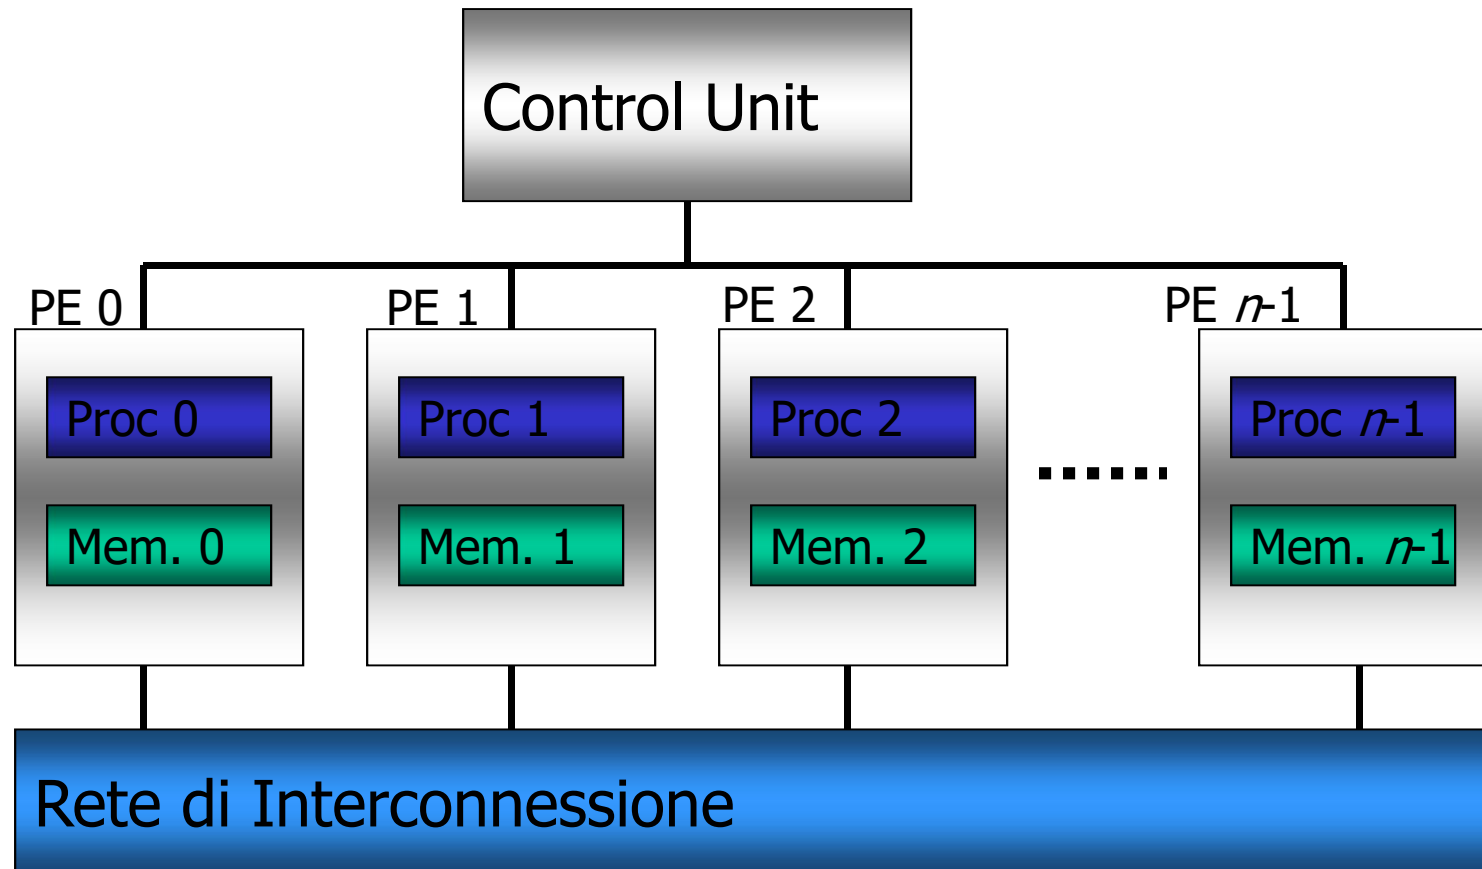 Control Unit
PE 0
PE 1
PE 2
PE n-1
Proc 0
Proc 1
Proc 2
Proc n-1
Mem. 0
Mem. 1
Mem. 2
Mem. n-1
Rete di Interconnessione